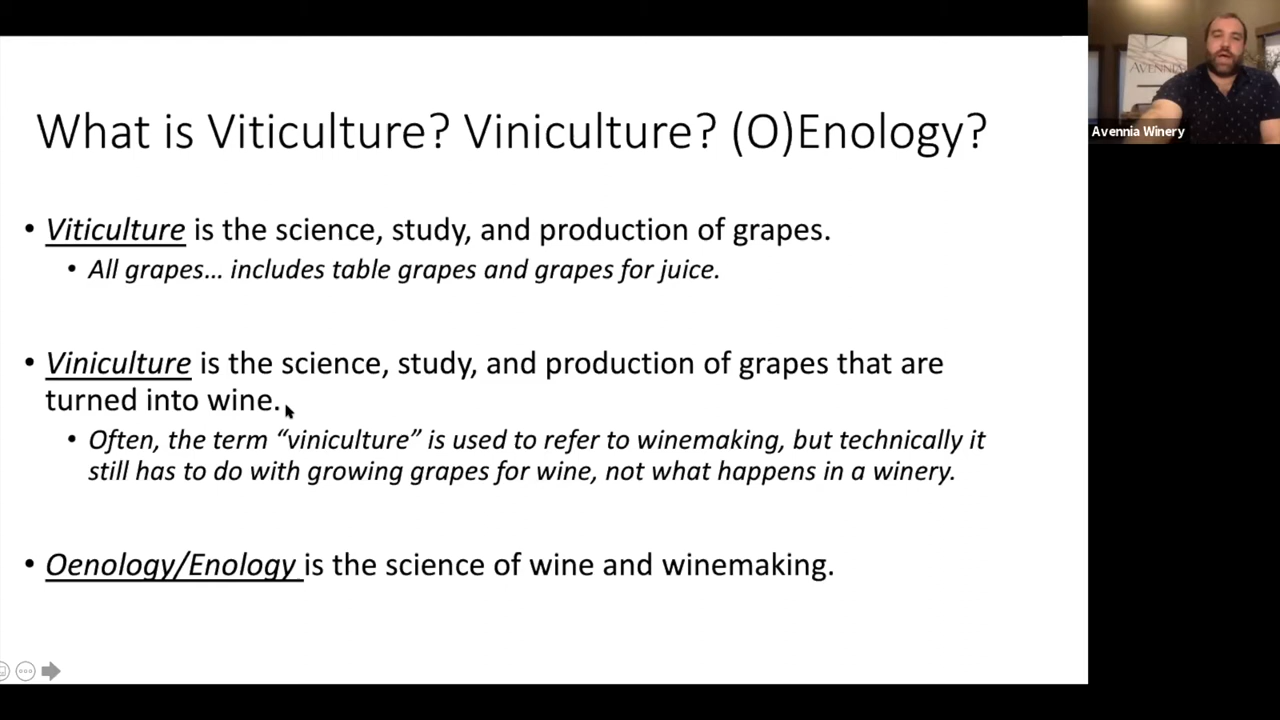 What is Viticulture? Viniculture? (O)Enology?
• Viticulture is the science, study, and production of grapes.
• All grapes... includes table grapes and grapes for juice.
• Viniculture is the science, study, and production of grapes that are
turned into wine.
• Often, the term “viniculture” is used to refer to winemaking, but technically it
still has to do with growing grapes for wine, not what happens in a winery.
• Oenology/Enology is the science of wine and winemaking.
AVENNIA
Avennia Winery